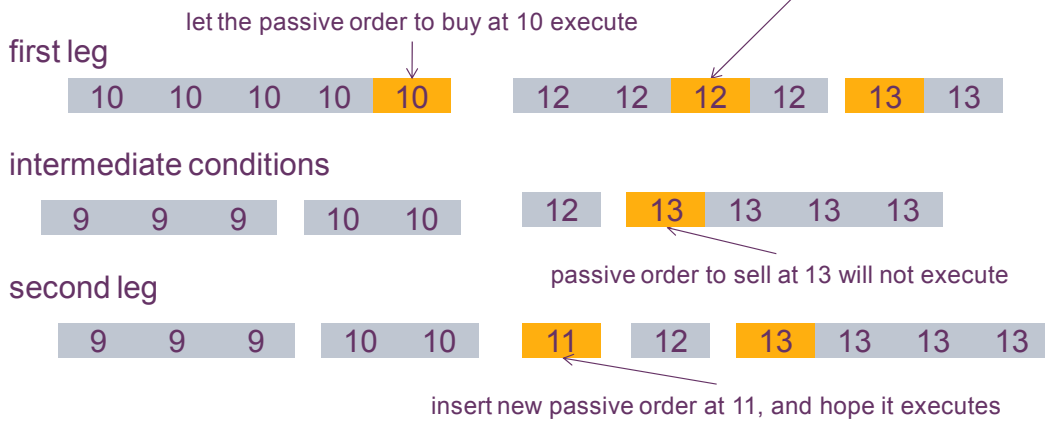 let the passive order to buy at 10 execute
first leg
10 10 10 10 10 12 12 12 12 13 13
intermediate conditions
9 9 9 10 10 12 13 13 13 13
passive order to sell at 13 will not execute
second leg
9 9 9 10 10 11 12 13 13 13 13
insert new passive order at 11, and hope it executes